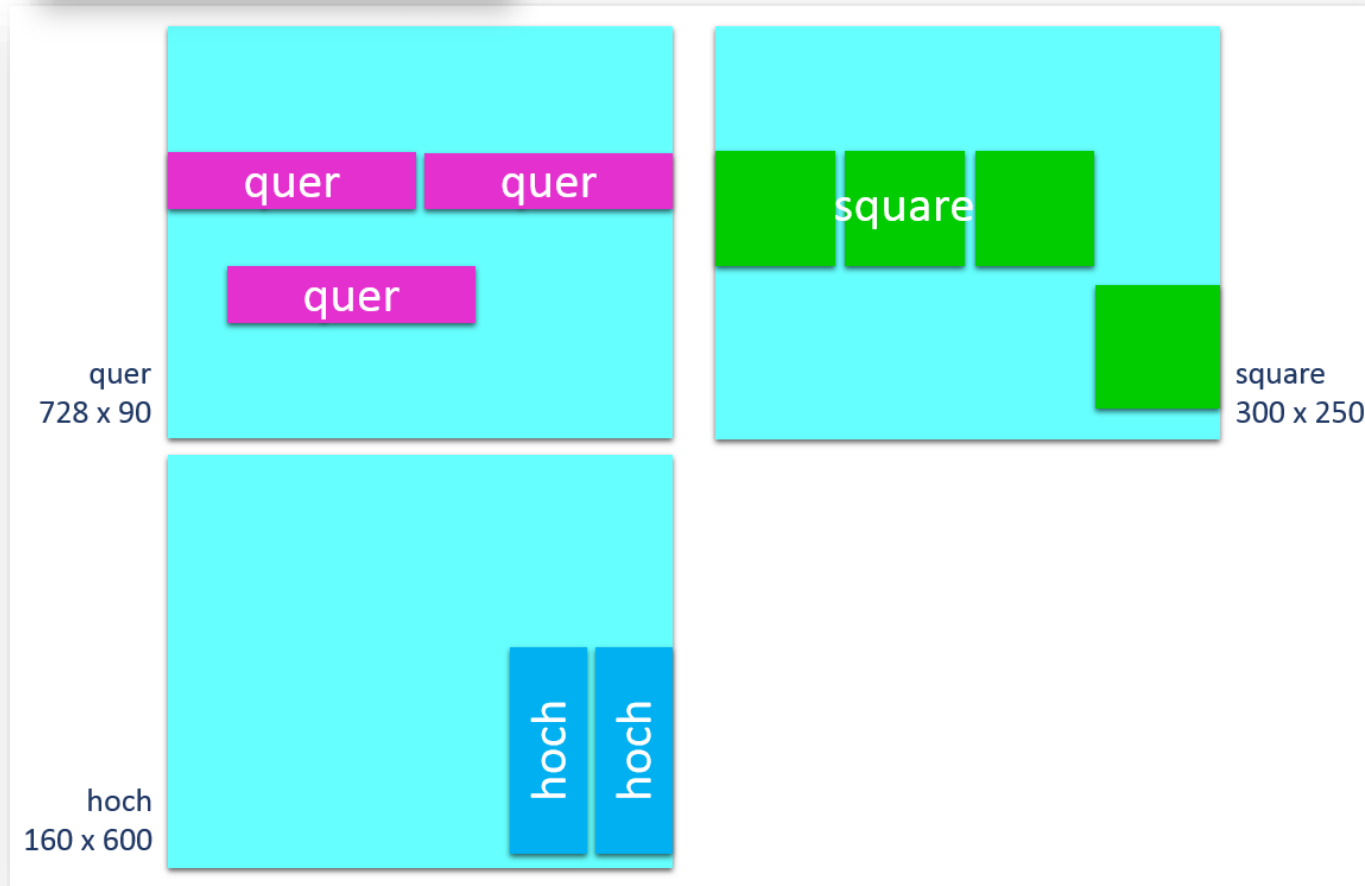 quer
quer
quer
quer
728 x 90
square
square
300 x 250
hoch
hoch
hoch
160 x 600